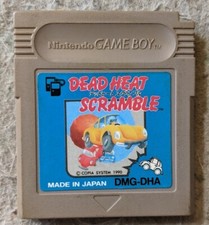 Nintendo GAME BOY
DEAD HEAT
SCRAMBLE
© COPYA SYSTEM 1990
MADE IN JAPAN
DMG-DHA